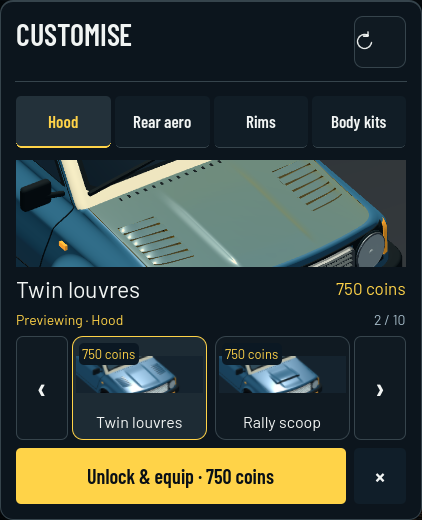 CUSTOMISE
Hood
Rear aero
Rims
Body kits
Twin louvres
750 coins
Previewing · Hood
2 / 10
750 coins
750 coins
‹
Twin louvres
Rally scoop
›
Unlock & equip · 750 coins
×